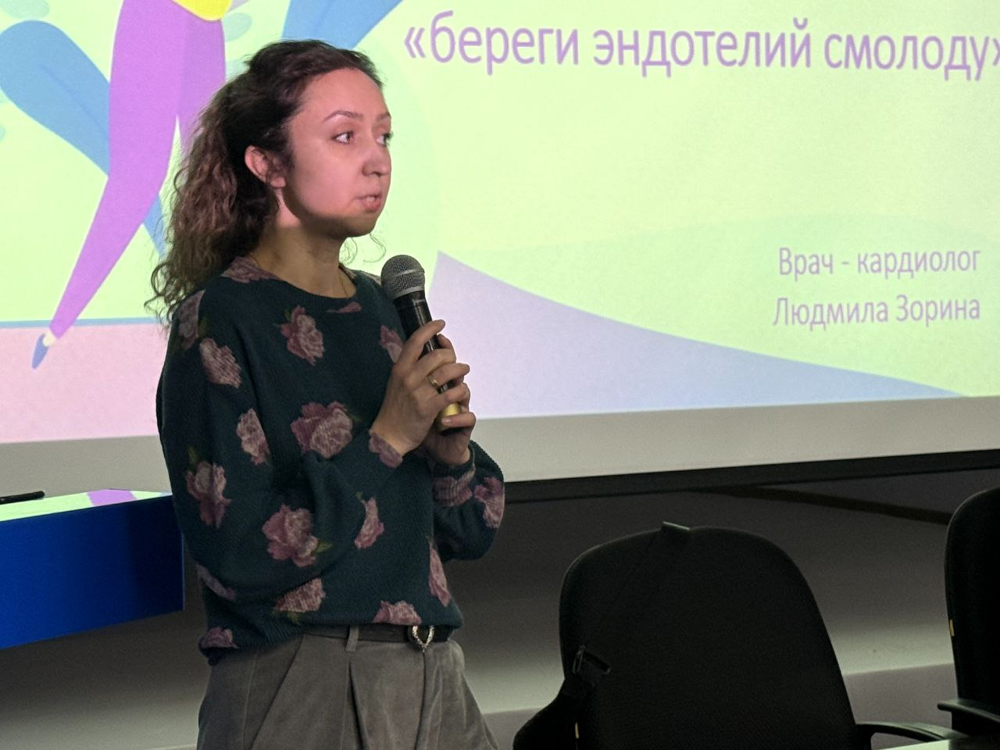 «береги эндотелий смолоду»
Врач - кардиолог
Людмила Зорина